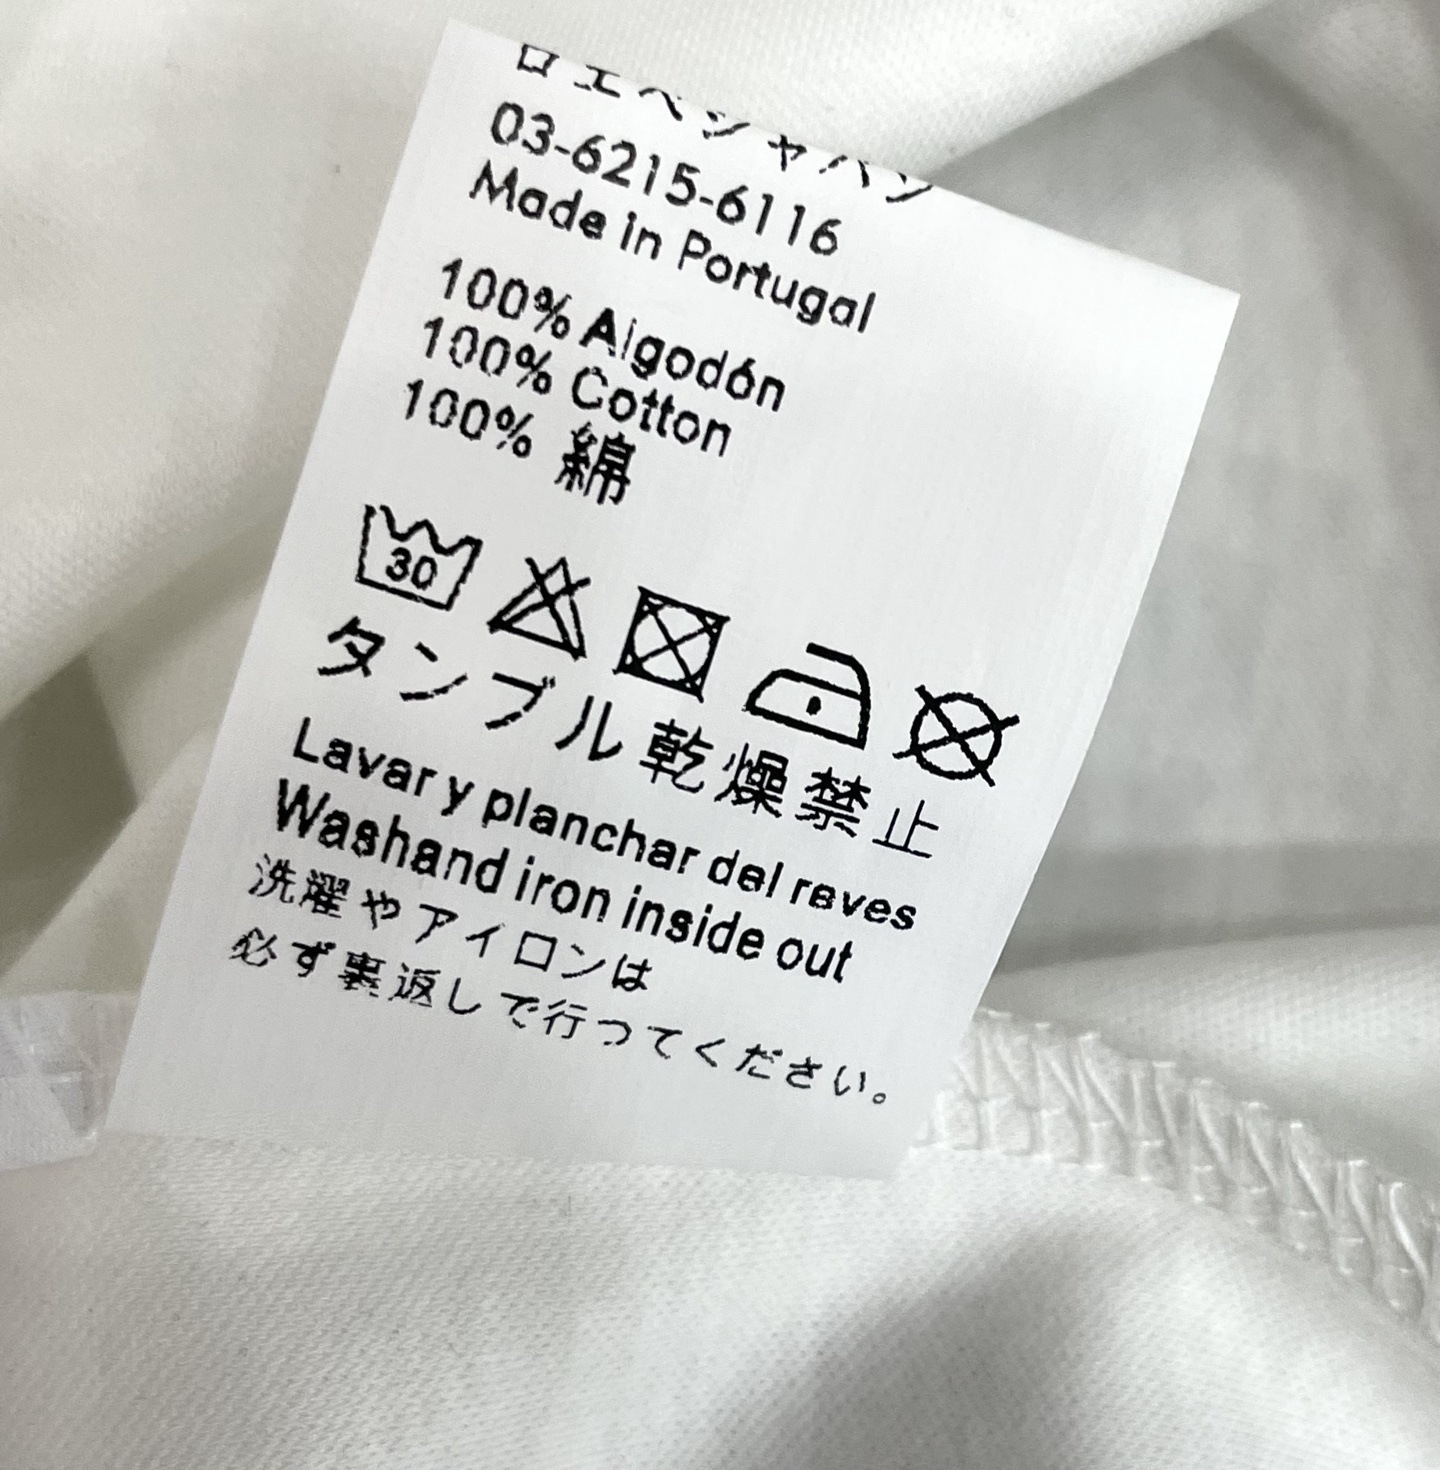 ロエベジャパン
03-6215-6116
Made in Portugal
100% Algodón
100% Cotton
100% 綿
30
タンブル乾燥禁止
Lavar y planchar del reves
Washand iron inside out
洗濯やアイロンは
必ず裏返しで行ってください。